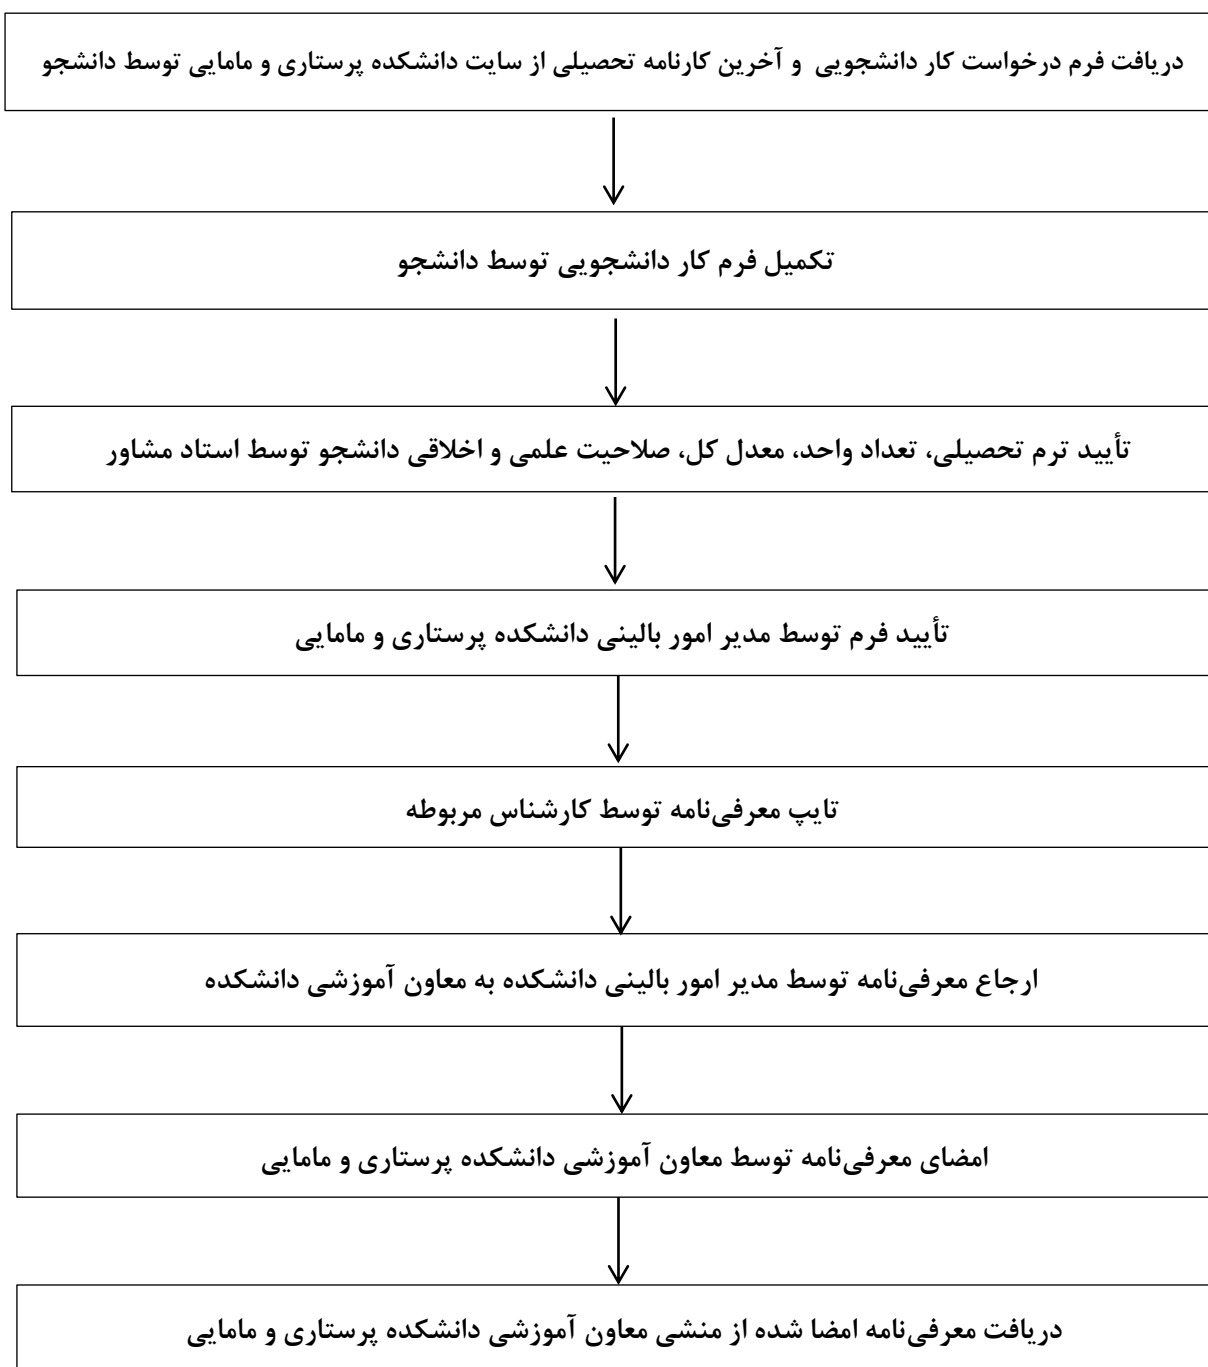 دریافت فرم درخواست کار دانشجویی و آخرین کارنامه تحصیلی از سایت دانشکده پرستاری و مامایی توسط دانشجو
تکمیل فرم کار دانشجویی توسط دانشجو
تأیید ترم تحصیلی، تعداد واحد، معدل کل، صلاحیت علمی و اخلاقی دانشجو توسط استاد مشاور
تأیید فرم توسط مدیر امور بالینی دانشکده پرستاری و مامایی
تایپ معرفی‌نامه توسط کارشناس مربوطه
ارجاع معرفی‌نامه توسط مدیر امور بالینی دانشکده به معاون آموزشی دانشکده
امضای معرفی‌نامه توسط معاون آموزشی دانشکده پرستاری و مامایی
دریافت معرفی‌نامه امضا شده از منشی معاون آموزشی دانشکده پرستاری و مامایی